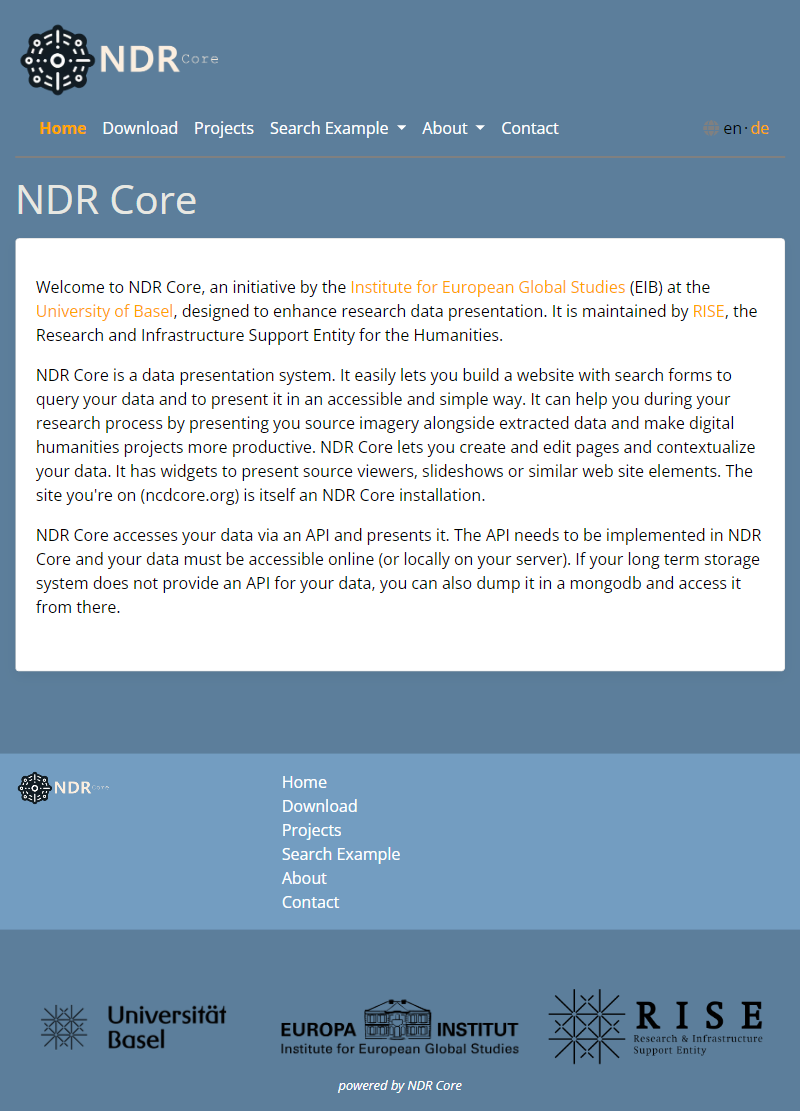 NDR Core
Home Download Projects Search Example About Contact en·de
NDR Core
Welcome to NDR Core, an initiative by the Institute for European Global Studies (EIB) at the
University of Basel, designed to enhance research data presentation. It is maintained by RISE, the
Research and Infrastructure Support Entity for the Humanities.
NDR Core is a data presentation system. It easily lets you build a website with search forms to
query your data and to present it in an accessible and simple way. It can help you during your
research process by presenting you source imagery alongside extracted data and make digital
humanities projects more productive. NDR Core lets you create and edit pages and contextualize
your data. It has widgets to present source viewers, slideshows or similar web site elements. The
site you're on (ncdcore.org) is itself an NDR Core installation.
NDR Core accesses your data via an API and presents it. The API needs to be implemented in NDR
Core and your data must be accessible online (or locally on your server). If your long term storage
system does not provide an API for your data, you can also dump it in a mongodb and access it
from there.
NDR Core
Home
Download
Projects
Search Example
About
Contact
Universität
Basel
EUROPA INSTITUT
Institute for European Global Studies
RISE
Research & Infrastructure
Support Entity
powered by NDR Core